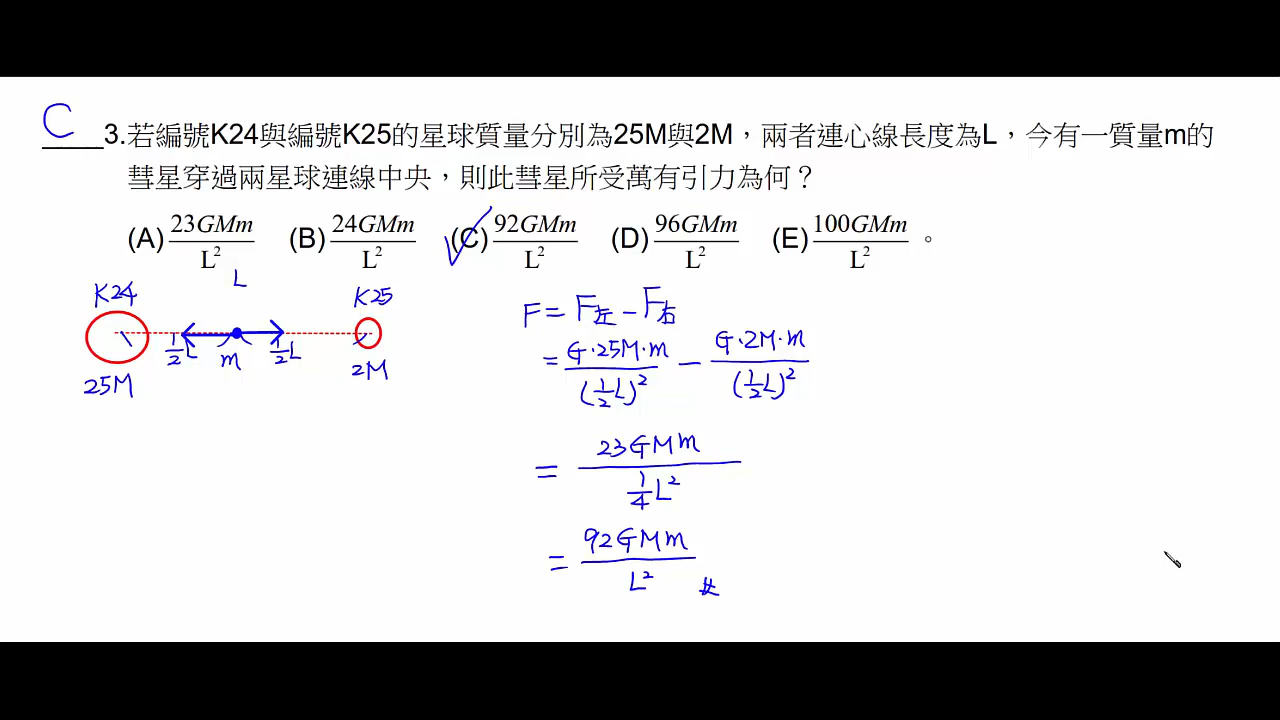 C
3.若編號K24與編號K25的星球質量分別為25M與2M，兩者連心線長度為L，今有一質量m的
彗星穿過兩星球連線中央，則此彗星所受萬有引力為何？
(A) 23GMm/L² (B) 24GMm/L² (C) 92GMm/L² (D) 96GMm/L² (E) 100GMm/L² 。
L
K24 K25
½L m ½L
25M 2M
F = F左 - F右
= G·25M·m/(½L)² - G·2M·m/(½L)²
= 23GMm/¼L²
= 92GMm/L² #